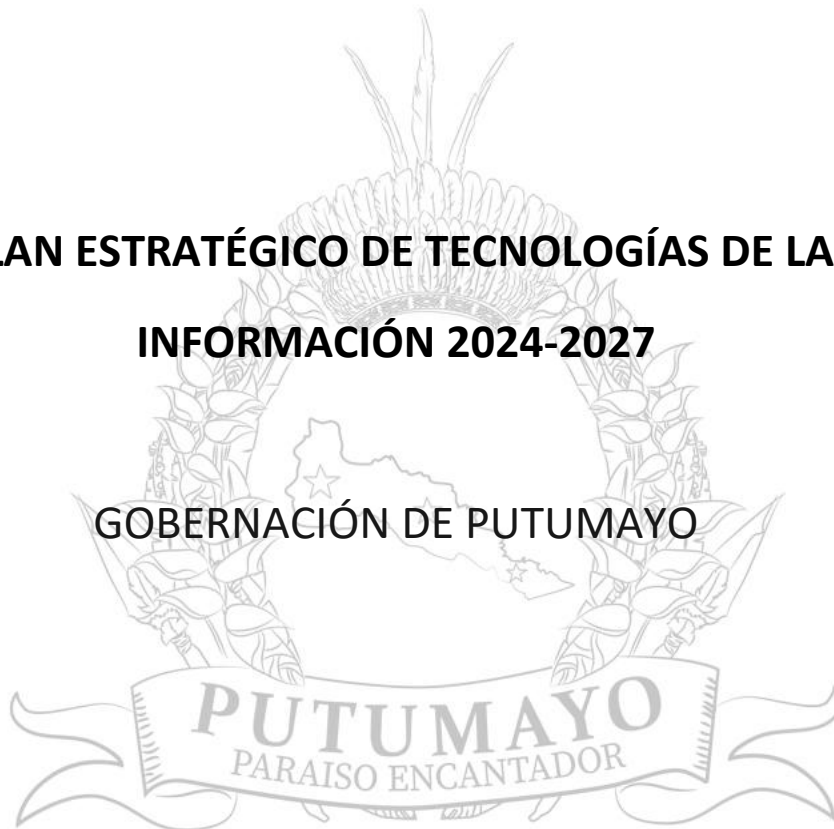 LAN ESTRATÉGICO DE TECNOLOGÍAS DE LA
INFORMACIÓN 2024-2027
GOBERNACIÓN DE PUTUMAYO
PUTUMAYO
PARAISO ENCANTADOR